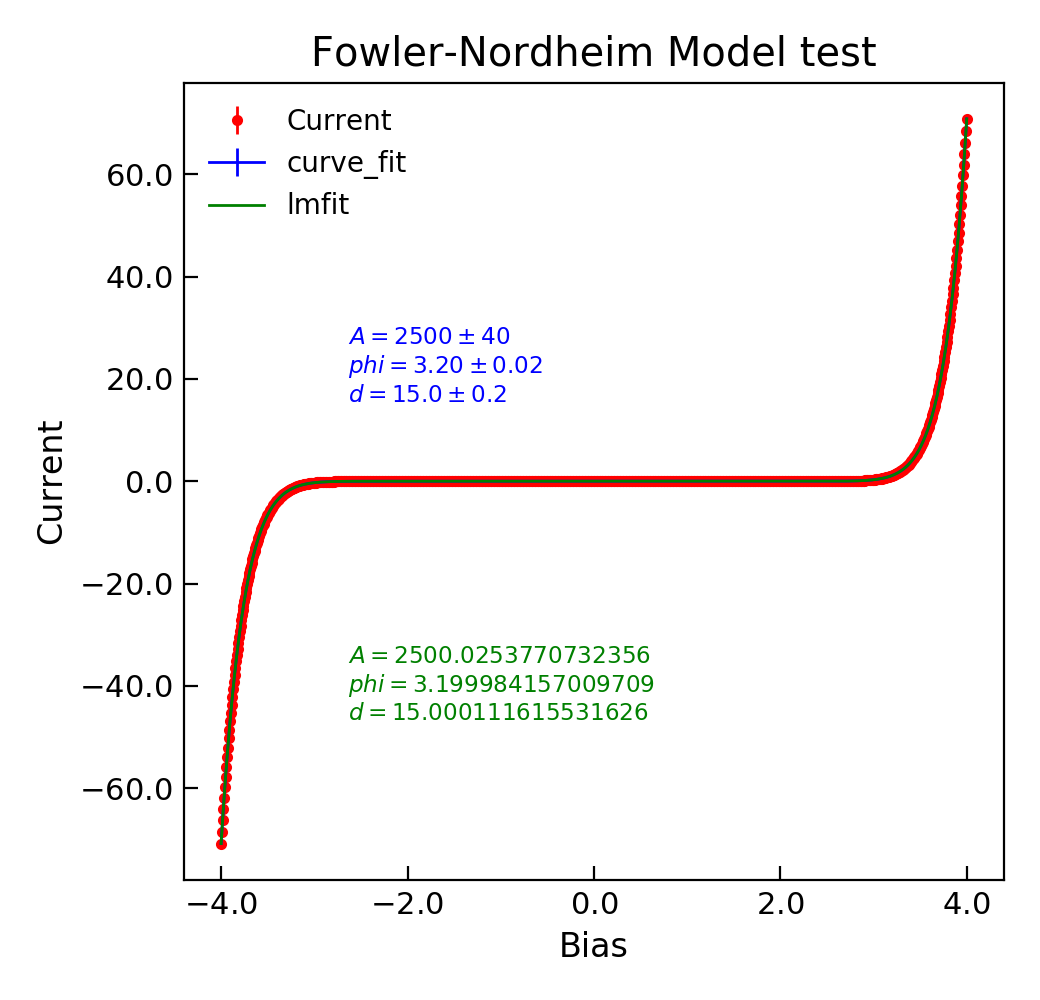 Fowler-Nordheim Model test
Current
curve_fit
lmfit
60.0
40.0
20.0
0.0
−20.0
−40.0
−60.0
A = 2500 ± 40
phi = 3.20 ± 0.02
d = 15.0 ± 0.2
A = 2500.0253770732356
phi = 3.199984157009709
d = 15.000111615531626
Current
−4.0 −2.0 0.0 2.0 4.0
Bias